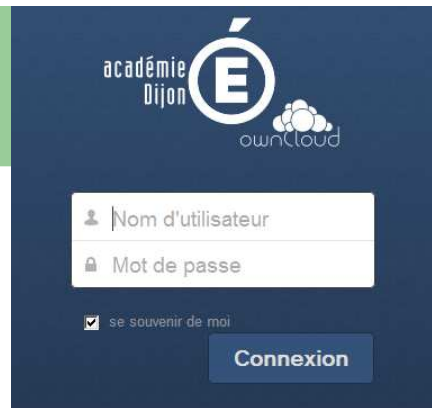 académie
Dijon
É
ownCloud
Nom d'utilisateur
Mot de passe
se souvenir de moi
Connexion